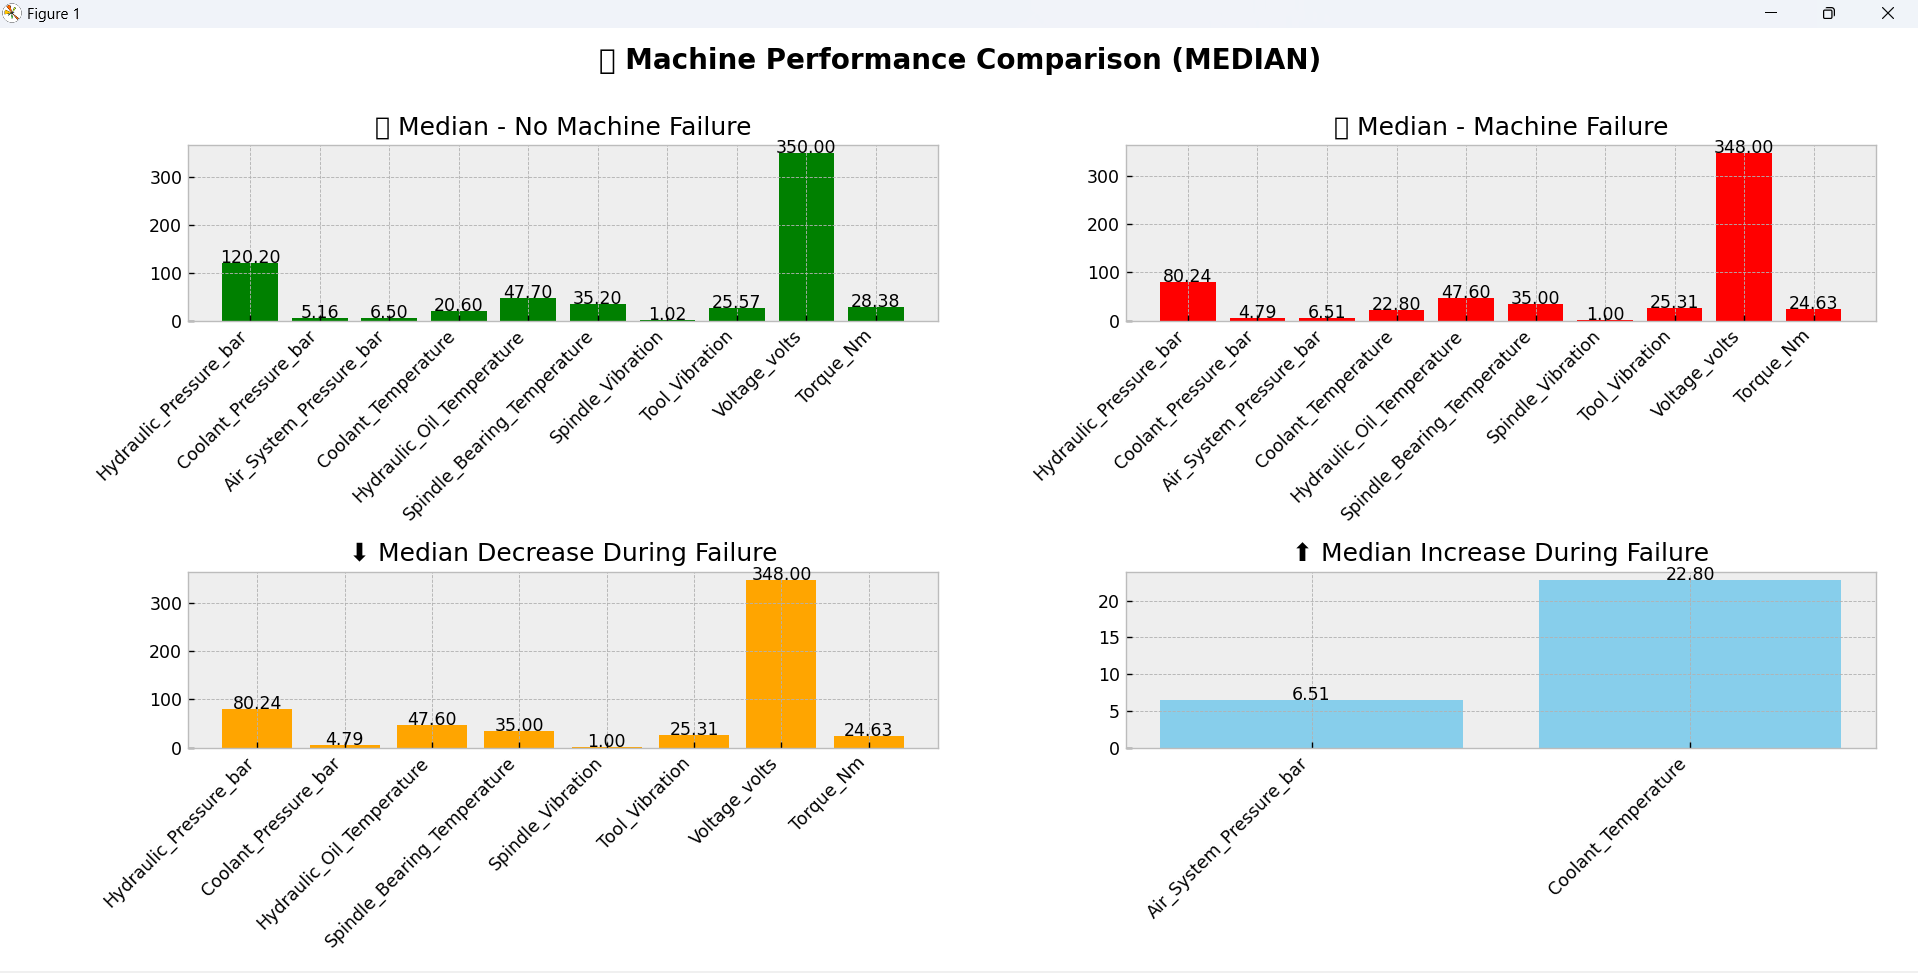 Figure 1
▯ Machine Performance Comparison (MEDIAN)
▯ Median - No Machine Failure
350.00
300
200
120.20
100
5.16
6.50
20.60
47.70
35.20
1.02
25.57
28.38
0
Hydraulic_Pressure_bar
Coolant_Pressure_bar
Air_System_Pressure_bar
Coolant_Temperature
Hydraulic_Oil_Temperature
Spindle_Bearing_Temperature
Spindle_Vibration
Tool_Vibration
Voltage_volts
Torque_Nm
▯ Median - Machine Failure
348.00
300
200
100
80.24
4.79
6.51
22.80
47.60
35.00
1.00
25.31
24.63
0
Hydraulic_Pressure_bar
Coolant_Pressure_bar
Air_System_Pressure_bar
Coolant_Temperature
Hydraulic_Oil_Temperature
Spindle_Bearing_Temperature
Spindle_Vibration
Tool_Vibration
Voltage_volts
Torque_Nm
⬇ Median Decrease During Failure
348.00
300
200
100
80.24
4.79
47.60
35.00
1.00
25.31
24.63
0
Hydraulic_Pressure_bar
Coolant_Pressure_bar
Hydraulic_Oil_Temperature
Spindle_Bearing_Temperature
Spindle_Vibration
Tool_Vibration
Voltage_volts
Torque_Nm
⬆ Median Increase During Failure
22.80
20
15
10
6.51
5
0
Air_System_Pressure_bar
Coolant_Temperature